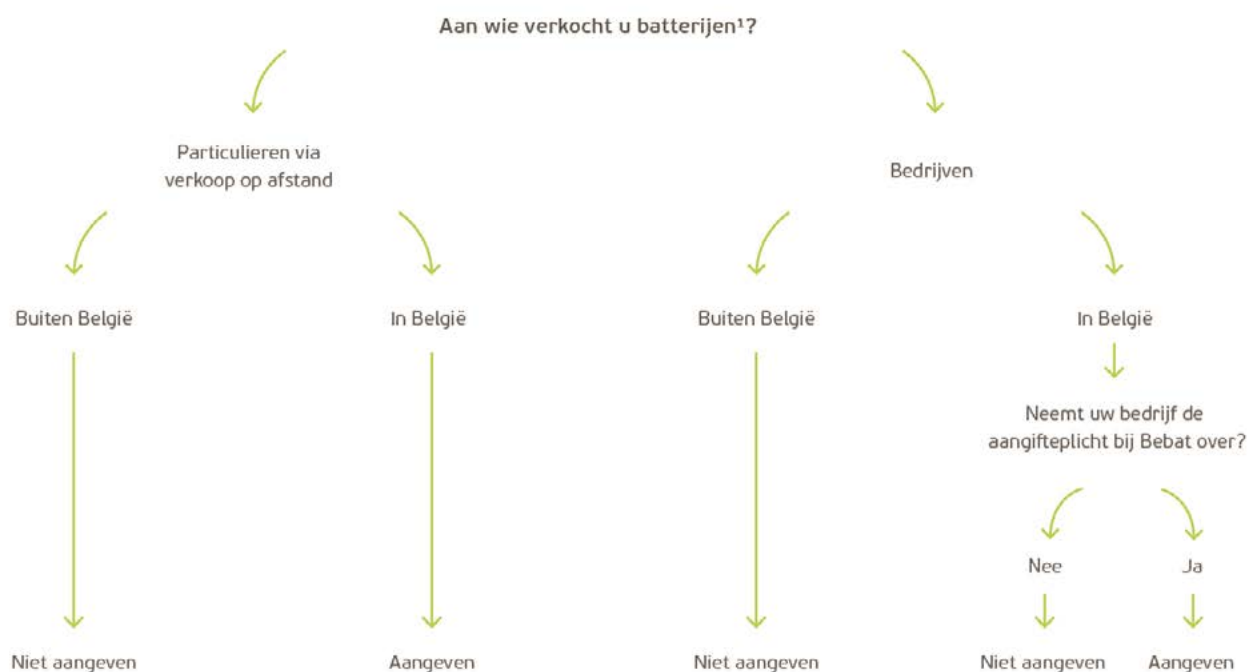 Aan wie verkocht u batterijen¹?
Particulieren via
verkoop op afstand
Bedrijven
Buiten België
In België
Buiten België
In België
Neemt uw bedrijf de
aangifteplicht bij Bebat over?
Nee
Ja
Niet aangeven
Aangeven
Niet aangeven
Niet aangeven
Aangeven